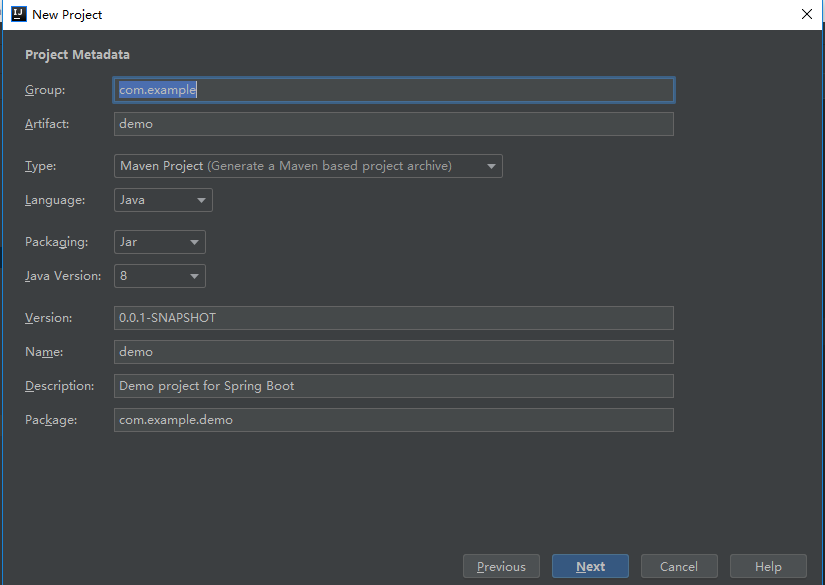 IJ New Project
Project Metadata
Group: com.example
Artifact: demo
Type: Maven Project (Generate a Maven based project archive)
Language: Java
Packaging: Jar
Java Version: 8
Version: 0.0.1-SNAPSHOT
Name: demo
Description: Demo project for Spring Boot
Package: com.example.demo
Previous Next Cancel Help